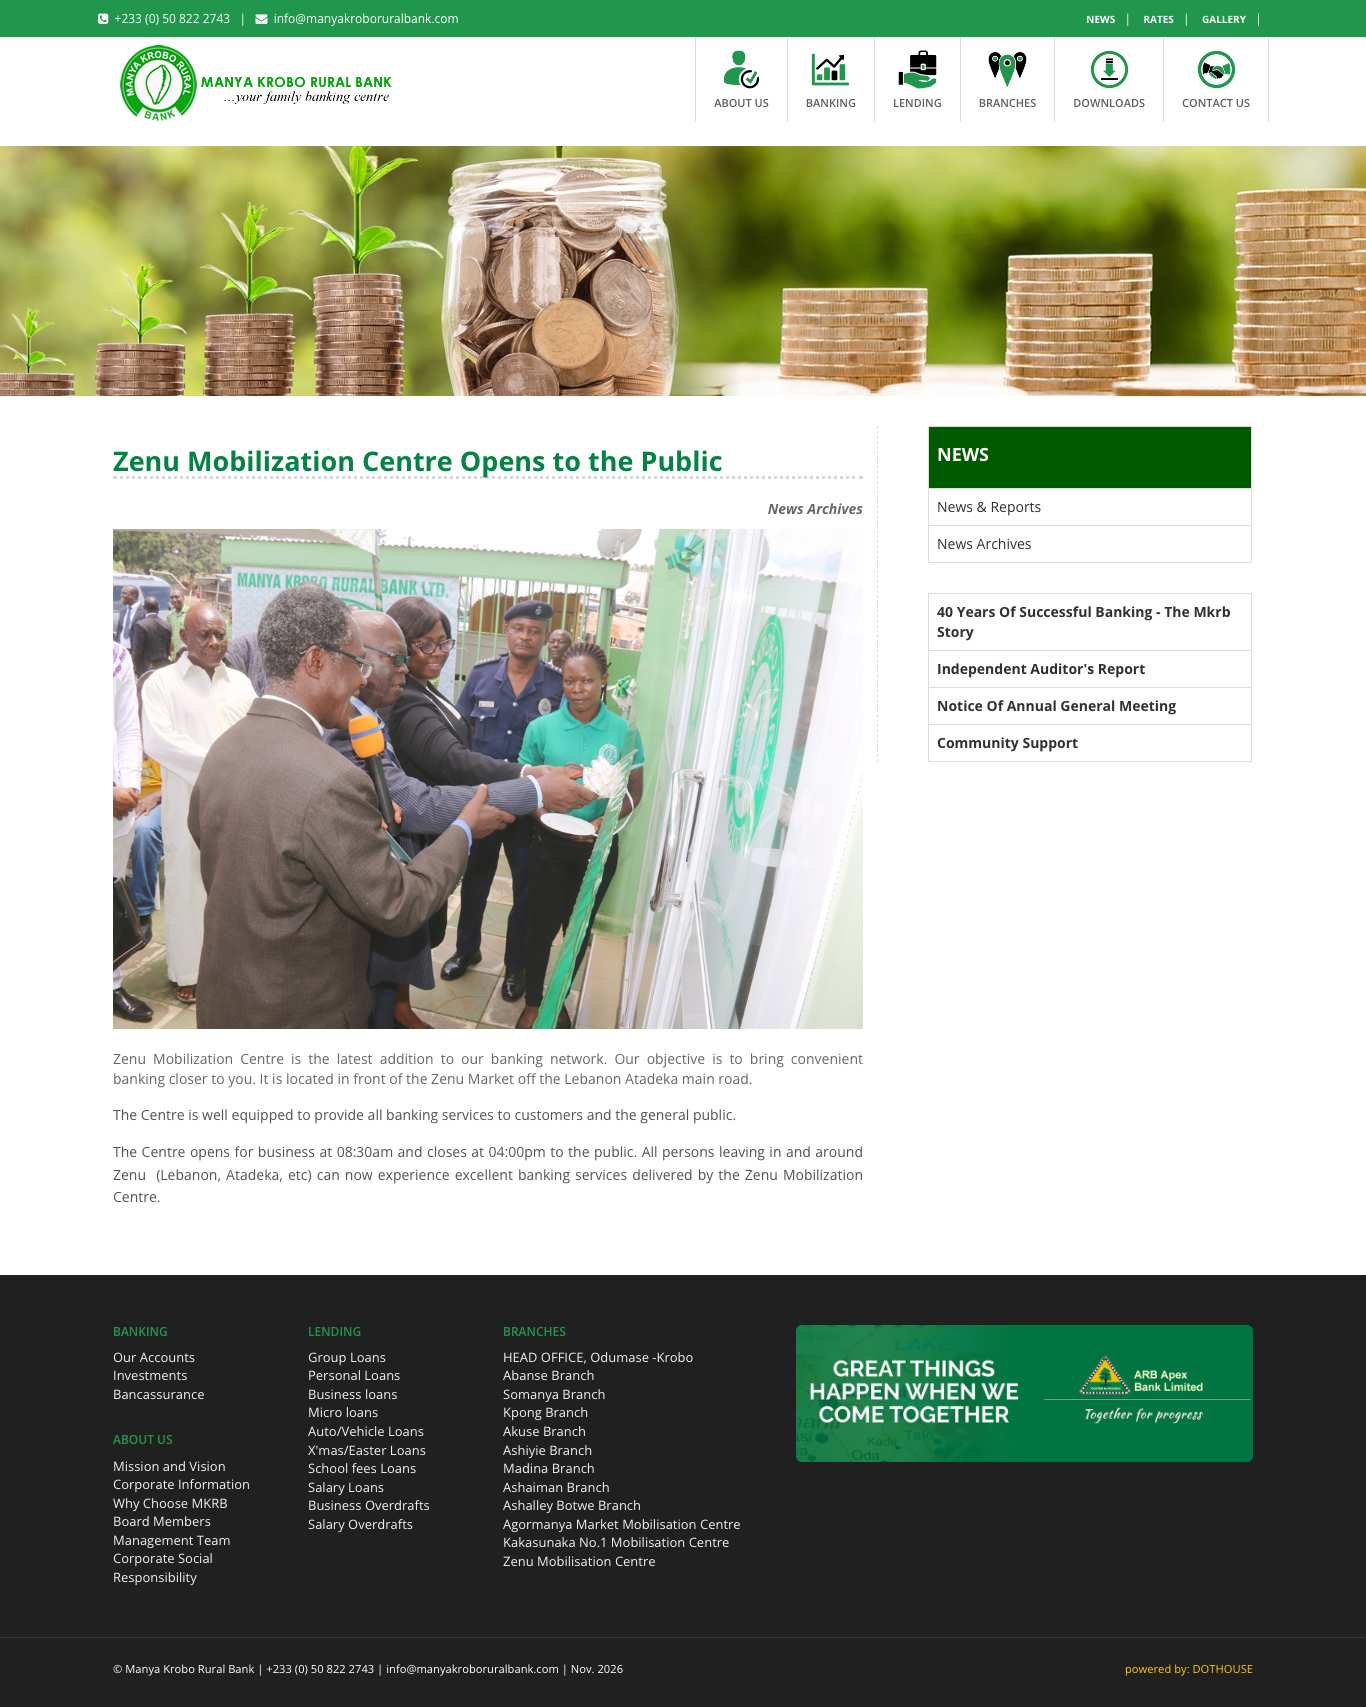 +233 (0) 50 822 2743 | info@manyakroboruralbank.com
NEWS | RATES | GALLERY |
MANYA KROBO RURAL
BANK
MANYA KROBO RURAL BANK
...your family banking centre
ABOUT US
BANKING
LENDING
BRANCHES
DOWNLOADS
CONTACT US
Zenu Mobilization Centre Opens to the Public
News Archives
MANYA KROBO RURAL BANK LTD.
Zenu Mobilization Centre is the latest addition to our banking network. Our objective is to bring convenient
banking closer to you. It is located in front of the Zenu Market off the Lebanon Atadeka main road.
The Centre is well equipped to provide all banking services to customers and the general public.
The Centre opens for business at 08:30am and closes at 04:00pm to the public. All persons leaving in and around
Zenu (Lebanon, Atadeka, etc) can now experience excellent banking services delivered by the Zenu Mobilization
Centre.
NEWS
News & Reports
News Archives
40 Years Of Successful Banking - The Mkrb
Story
Independent Auditor's Report
Notice Of Annual General Meeting
Community Support
BANKING
Our Accounts
Investments
Bancassurance
ABOUT US
Mission and Vision
Corporate Information
Why Choose MKRB
Board Members
Management Team
Corporate Social
Responsibility
LENDING
Group Loans
Personal Loans
Business loans
Micro loans
Auto/Vehicle Loans
X'mas/Easter Loans
School fees Loans
Salary Loans
Business Overdrafts
Salary Overdrafts
BRANCHES
HEAD OFFICE, Odumase -Krobo
Abanse Branch
Somanya Branch
Kpong Branch
Akuse Branch
Ashiyie Branch
Madina Branch
Ashaiman Branch
Ashalley Botwe Branch
Agormanya Market Mobilisation Centre
Kakasunaka No.1 Mobilisation Centre
Zenu Mobilisation Centre
LAKE
GREAT THINGS
HAPPEN WHEN WE
COME TOGETHER
Kade
Oda
ARB Apex
Bank Limited
Together for progress
© Manya Krobo Rural Bank | +233 (0) 50 822 2743 | info@manyakroboruralbank.com | Nov. 2026
powered by: DOTHOUSE